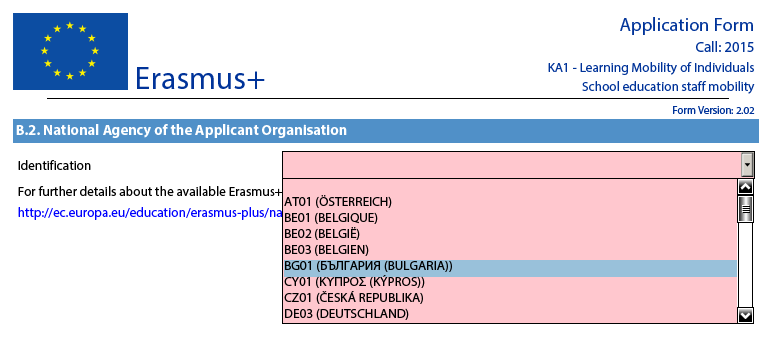 Application Form
Call: 2015
Erasmus+
KA1 - Learning Mobility of Individuals
School education staff mobility
Form Version: 2.02
B.2. National Agency of the Applicant Organisation
Identification
For further details about the available Erasmus+
http://ec.europa.eu/education/erasmus-plus/na
AT01 (ÖSTERREICH)
BE01 (BELGIQUE)
BE02 (BELGIË)
BE03 (BELGIEN)
BG01 (БЪЛГАРИЯ (BULGARIA))
CY01 (ΚΥΠΡΟΣ (KÝPROS))
CZ01 (ČESKÁ REPUBLIKA)
DE03 (DEUTSCHLAND)